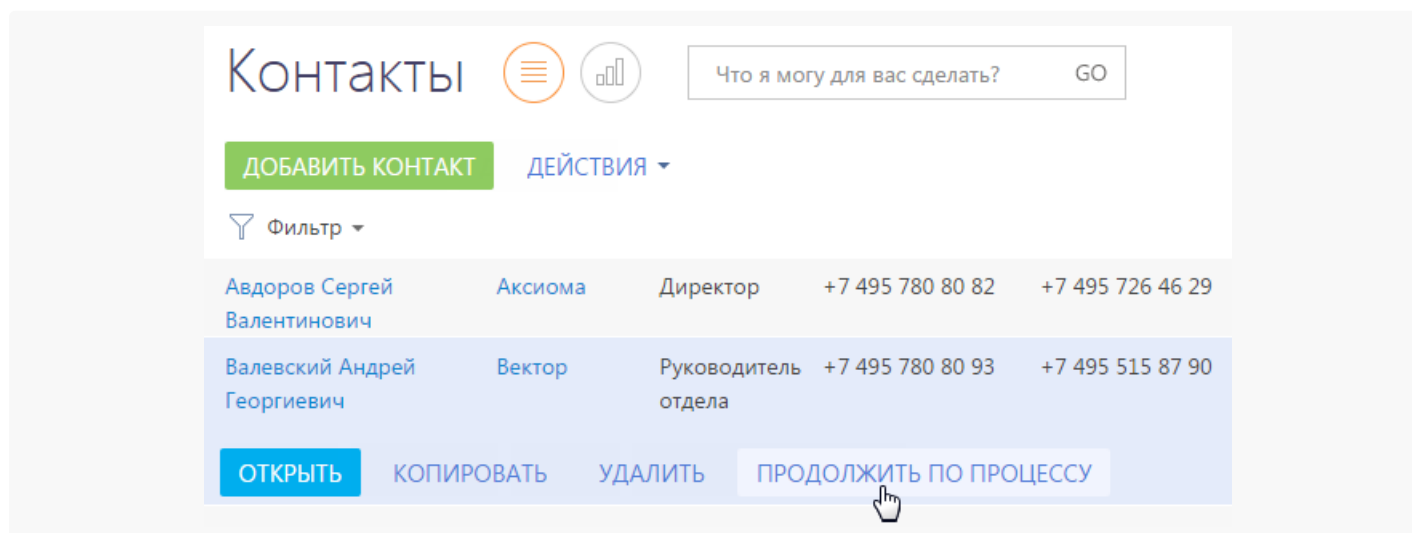 Контакты Что я могу для вас сделать? GO
ДОБАВИТЬ КОНТАКТ ДЕЙСТВИЯ
Фильтр
Авдоров Сергей Аксиома Директор +7 495 780 80 82 +7 495 726 46 29
Валентинович
Валевский Андрей Вектор Руководитель +7 495 780 80 93 +7 495 515 87 90
Георгиевич отдела
ОТКРЫТЬ КОПИРОВАТЬ УДАЛИТЬ ПРОДОЛЖИТЬ ПО ПРОЦЕССУ